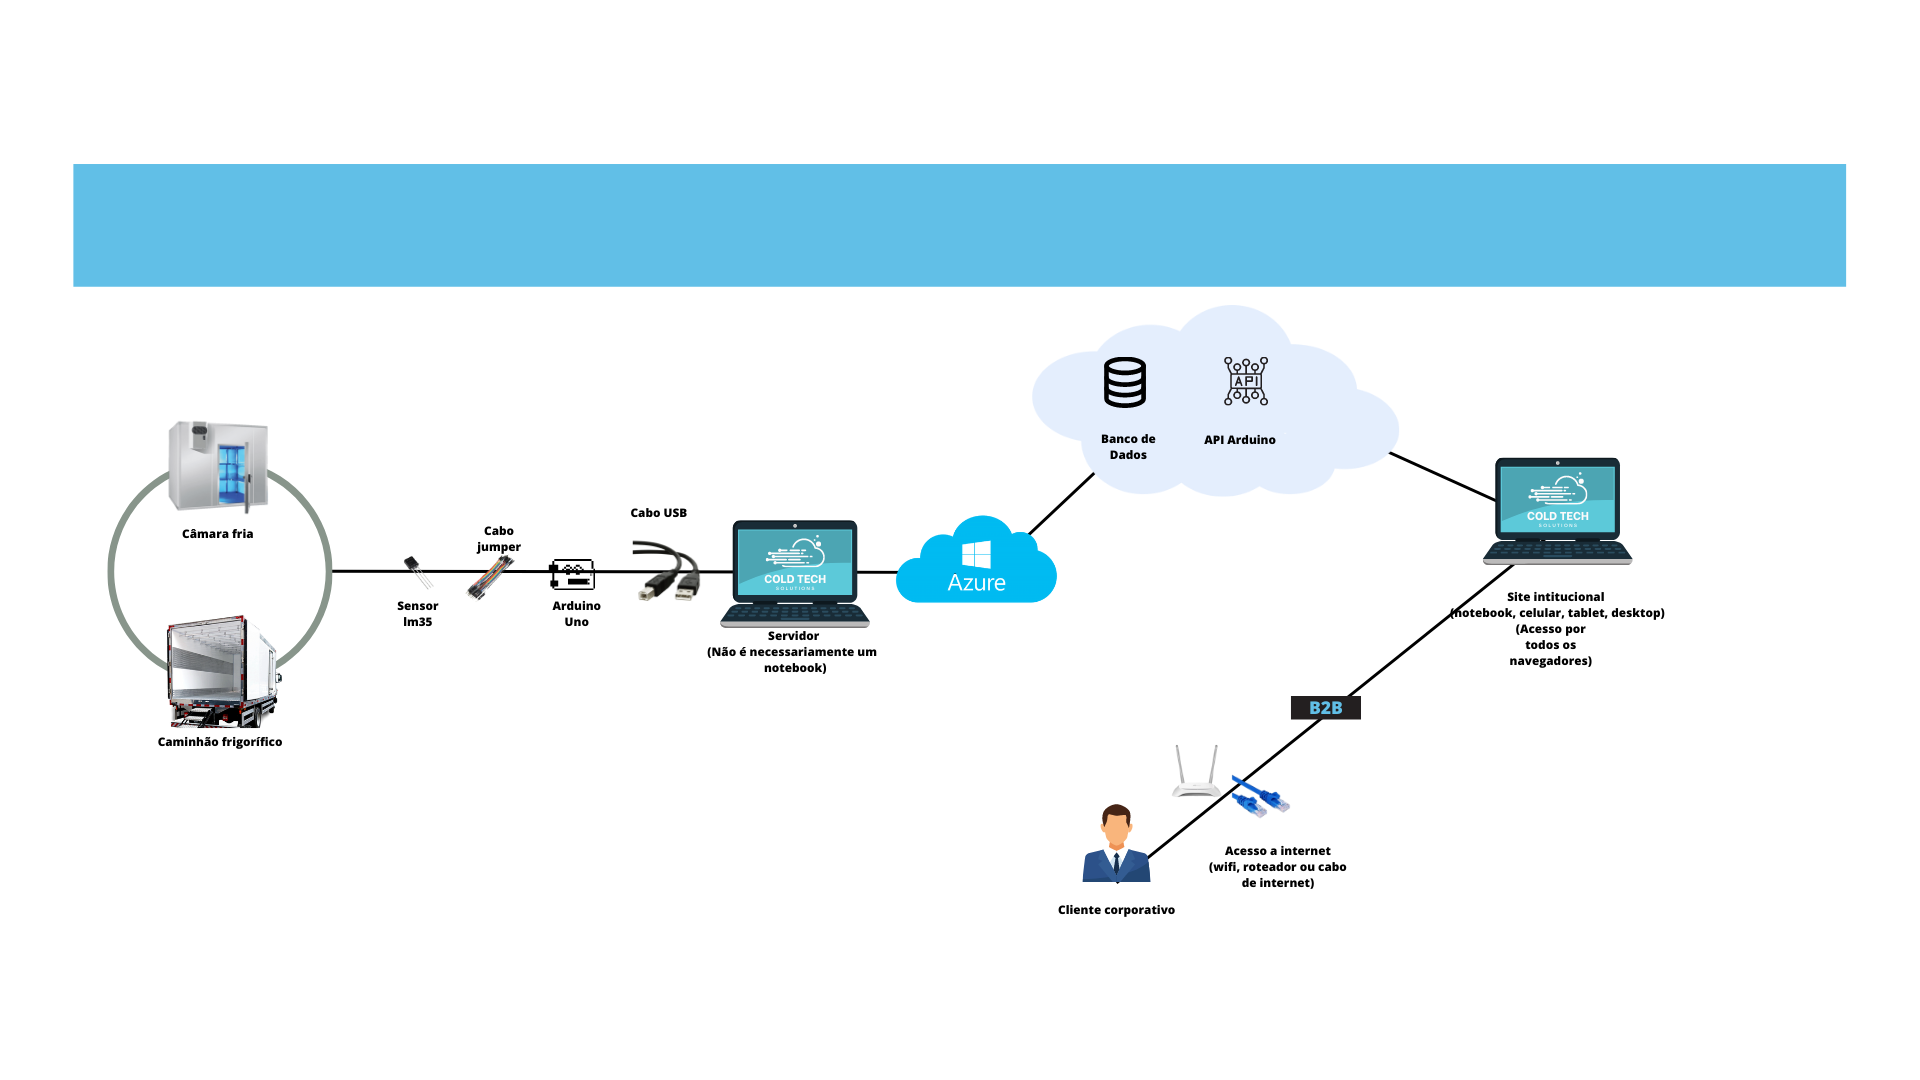 Câmara fria
Caminhão frigorífico
Sensor
lm35
Cabo
jumper
Arduino
Uno
Cabo USB
COLD TECH
SOLUTIONS
Servidor
(Não é necessariamente um
notebook)
Azure
Banco de
Dados
API
API Arduino
COLD TECH
SOLUTIONS
Site intitucional
(notebook, celular, tablet, desktop)
(Acesso por
todos os
navegadores)
B2B
Acesso a internet
(wifi, roteador ou cabo
de internet)
Cliente corporativo